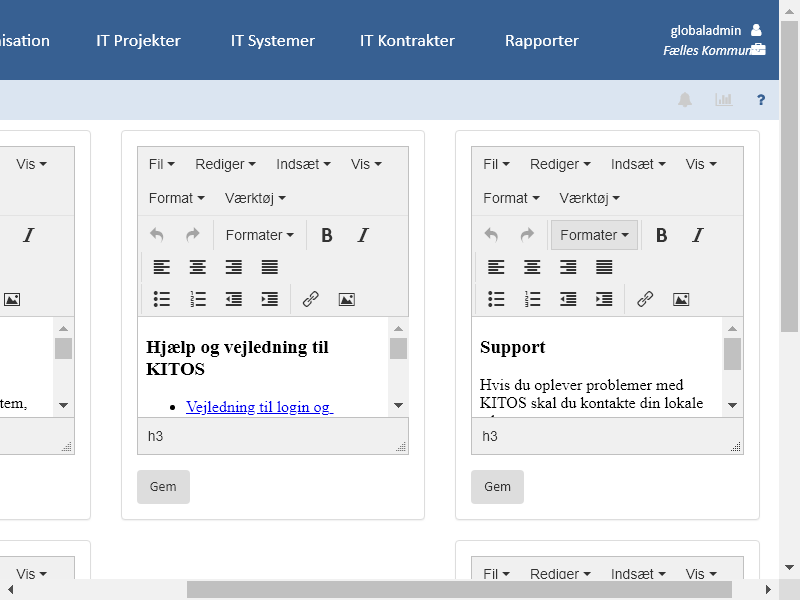 isation IT Projekter IT Systemer IT Kontrakter Rapporter globaladmin
Fælles Kommun
?
Vis
I
tem,
Fil Rediger Indsæt Vis
Format Værktøj
Formater B I
Hjælp og vejledning til
KITOS
Vejledning til login og
h3
Gem
Fil Rediger Indsæt Vis
Format Værktøj
Formater B I
Support
Hvis du oplever problemer med
KITOS skal du kontakte din lokale
h3
Gem
Vis
Fil Rediger Indsæt Vis